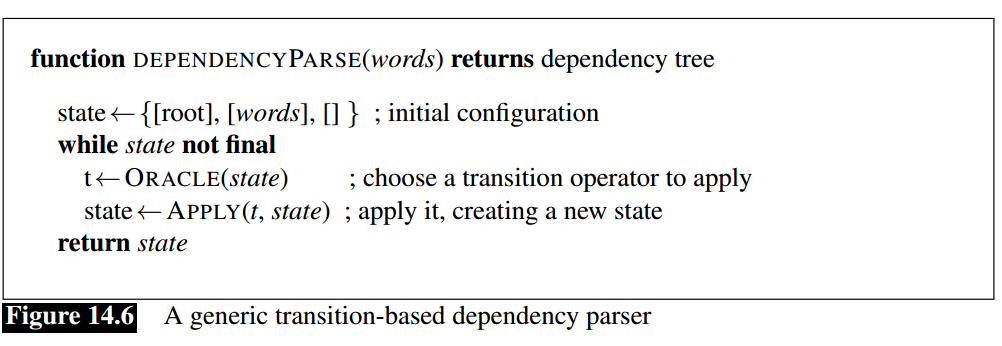 function DEPENDENCYPARSE(words) returns dependency tree
state ← {[root], [words], [] } ; initial configuration
while state not final
t ← ORACLE(state) ; choose a transition operator to apply
state ← APPLY(t, state) ; apply it, creating a new state
return state
Figure 14.6 A generic transition-based dependency parser